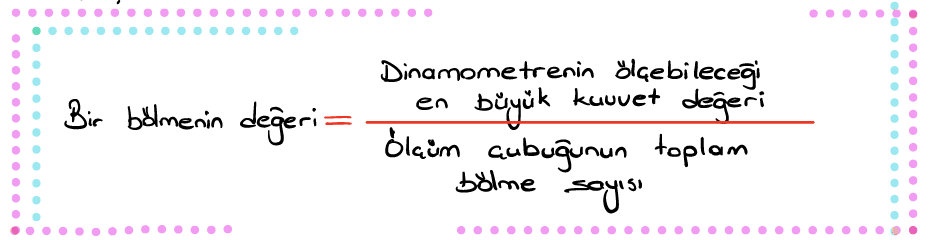 Dinamometrenin ölçebileceği
en büyük kuvvet değeri
Bir bölmenin değeri =
Ölçüm çubuğunun toplam
bölme sayısı